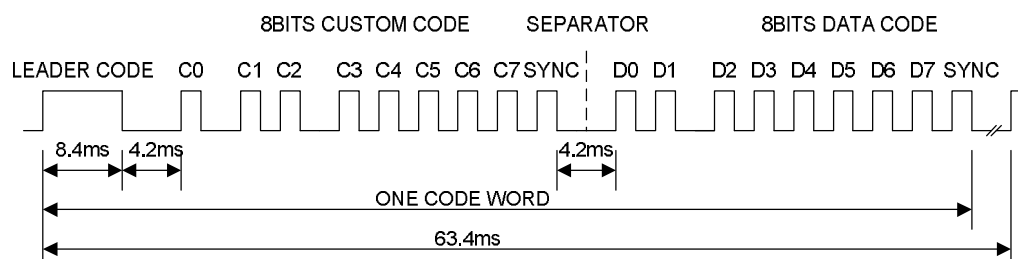 8BITS CUSTOM CODE SEPARATOR 8BITS DATA CODE
LEADER CODE C0 C1 C2 C3 C4 C5 C6 C7 SYNC D0 D1 D2 D3 D4 D5 D6 D7 SYNC
8.4ms 4.2ms 4.2ms
ONE CODE WORD
63.4ms